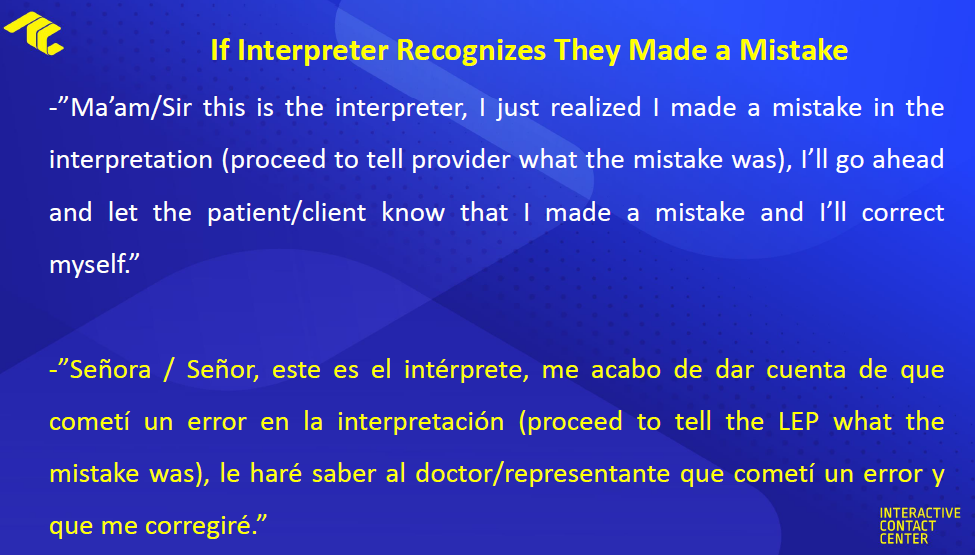 If Interpreter Recognizes They Made a Mistake
-”Ma’am/Sir this is the interpreter, I just realized I made a mistake in the
interpretation (proceed to tell provider what the mistake was), I’ll go ahead
and let the patient/client know that I made a mistake and I’ll correct
myself.”
-”Señora / Señor, este es el intérprete, me acabo de dar cuenta de que
cometí un error en la interpretación (proceed to tell the LEP what the
mistake was), le haré saber al doctor/representante que cometí un error y
que me corregiré.”
INTERACTIVE
CONTACT
CENTER